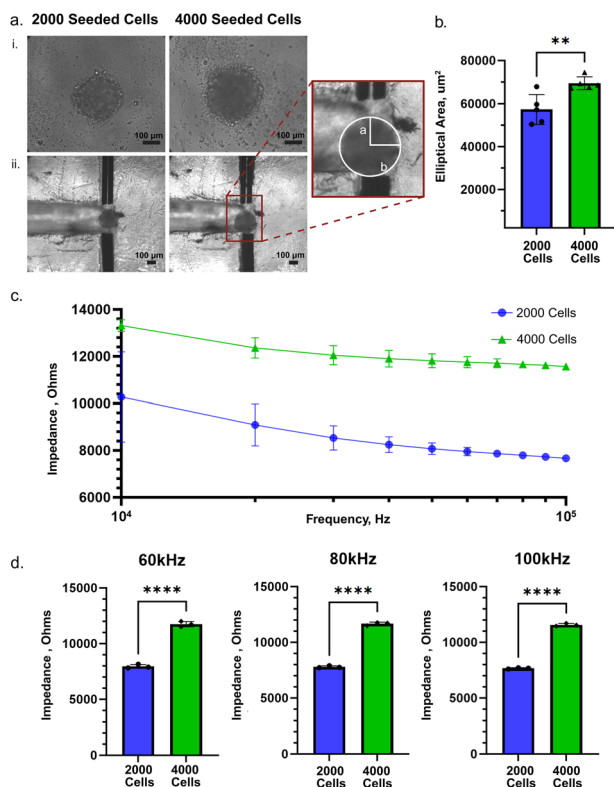 a.
2000 Seeded Cells
4000 Seeded Cells
i.
100 µm
100 µm
ii.
100 µm
100 µm
a
b
b.
**
Elliptical Area, um²
80000
60000
40000
20000
2000 Cells
4000 Cells
c.
2000 Cells
4000 Cells
Impedance , Ohms
14000
12000
10000
8000
6000
10⁴
10⁵
Frequency, Hz
d.
60kHz
****
Impedance , Ohms
15000
10000
5000
0
2000 Cells
4000 Cells
80kHz
****
Impedance , Ohms
15000
10000
5000
0
2000 Cells
4000 Cells
100kHz
****
Impedance , Ohms
15000
10000
5000
0
2000 Cells
4000 Cells